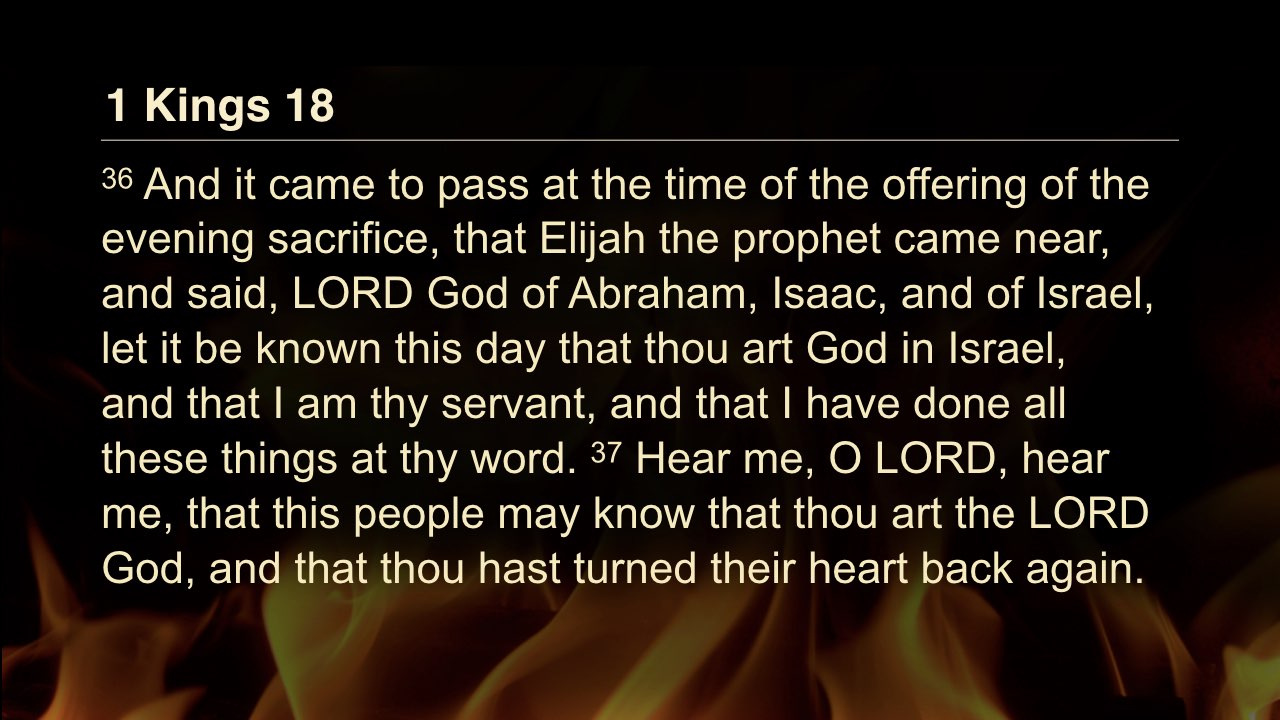 1 Kings 18
36 And it came to pass at the time of the offering of the
evening sacrifice, that Elijah the prophet came near,
and said, LORD God of Abraham, Isaac, and of Israel,
let it be known this day that thou art God in Israel,
and that I am thy servant, and that I have done all
these things at thy word. 37 Hear me, O LORD, hear
me, that this people may know that thou art the LORD
God, and that thou hast turned their heart back again.